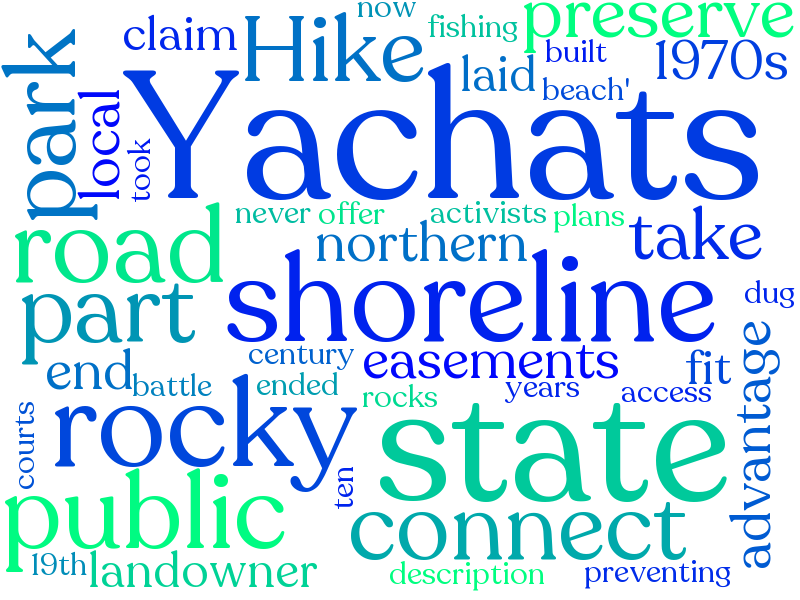 now
claim
Hike
fishing
preserve
built
1970s
laid
beach'
park
local
took
Yachats
never
offer
activists
plans
road
northern
take
part
shoreline
dug
century
easements
end
battle
ended
rocks
years
access
fit
advantage
courts
rocky
ten
state
public
connect
19th
landowner
description
preventing